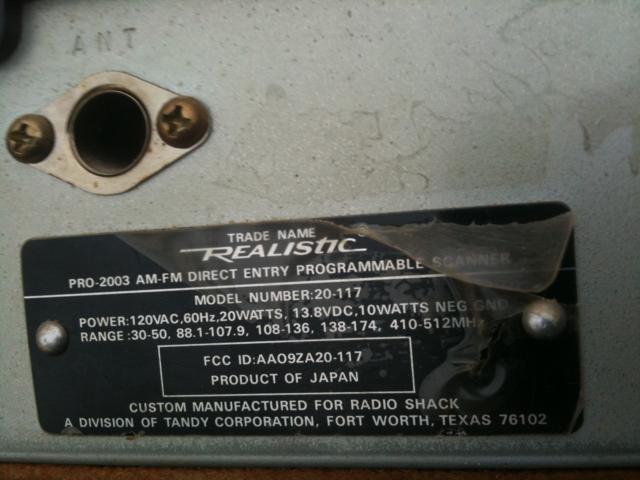 ANT
TRADE NAME
REALISTIC
PRO-2003 AM-FM DIRECT ENTRY PROGRAMMABLE SCANNER
MODEL NUMBER:20-117
POWER:120VAC,60Hz,20WATTS, 13.8VDC,10WATTS NEG GND
RANGE :30-50, 88.1-107.9, 108-136, 138-174, 410-512MHz
FCC ID:AAO9ZA20-117
PRODUCT OF JAPAN
CUSTOM MANUFACTURED FOR RADIO SHACK
A DIVISION OF TANDY CORPORATION, FORT WORTH, TEXAS 76102